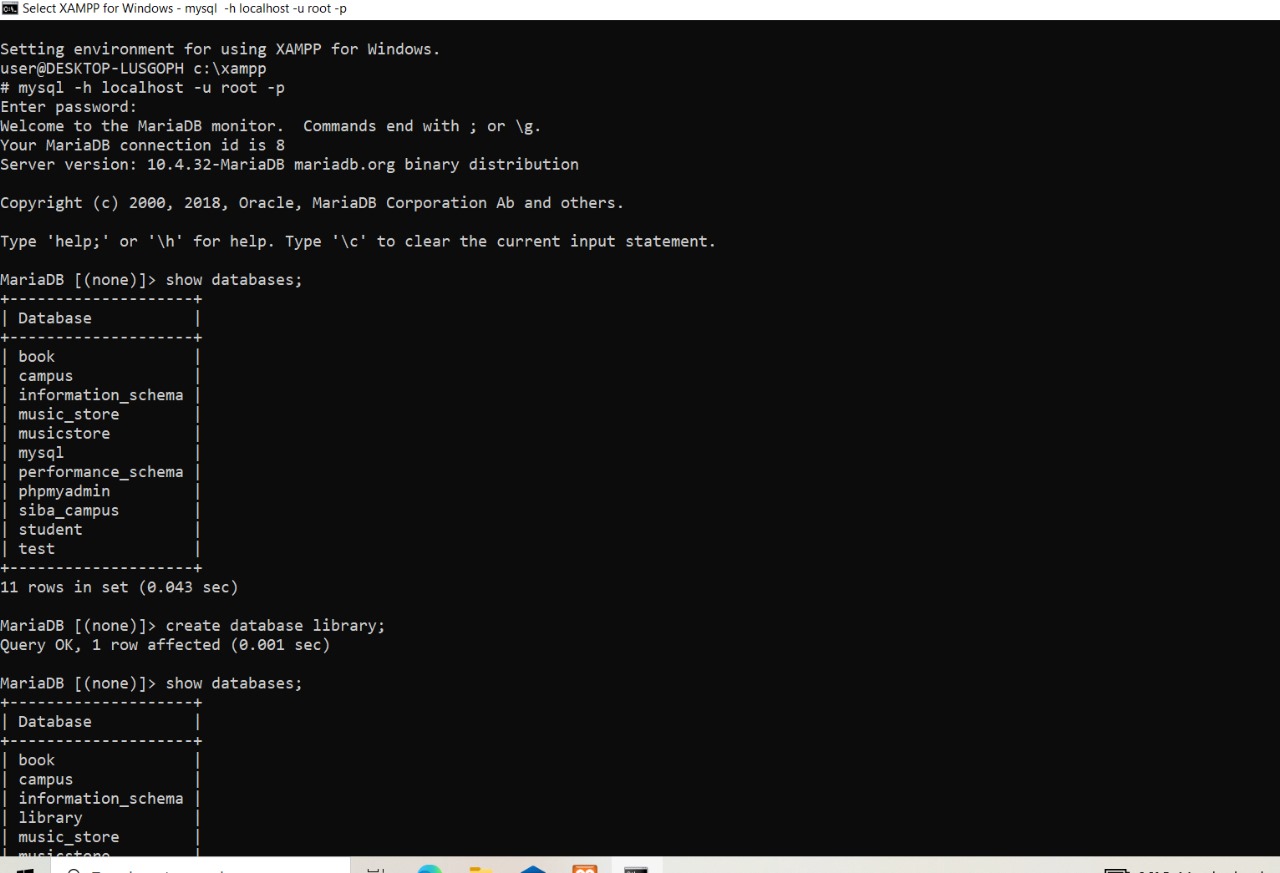 Select XAMPP for Windows - mysql  -h localhost -u root -p
Setting environment for using XAMPP for Windows.
user@DESKTOP-LUSGOPH c:\xampp
# mysql -h localhost -u root -p
Enter password:
Welcome to the MariaDB monitor.  Commands end with ; or \g.
Your MariaDB connection id is 8
Server version: 10.4.32-MariaDB mariadb.org binary distribution
Copyright (c) 2000, 2018, Oracle, MariaDB Corporation Ab and others.
Type 'help;' or '\h' for help. Type '\c' to clear the current input statement.
MariaDB [(none)]> show databases;
+--------------------+
| Database           |
+--------------------+
| book               |
| campus             |
| information_schema |
| music_store        |
| musicstore         |
| mysql              |
| performance_schema |
| phpmyadmin         |
| siba_campus        |
| student            |
| test               |
+--------------------+
11 rows in set (0.043 sec)
MariaDB [(none)]> create database library;
Query OK, 1 row affected (0.001 sec)
MariaDB [(none)]> show databases;
+--------------------+
| Database           |
+--------------------+
| book               |
| campus             |
| information_schema |
| library            |
| music_store        |
| musicstore         |